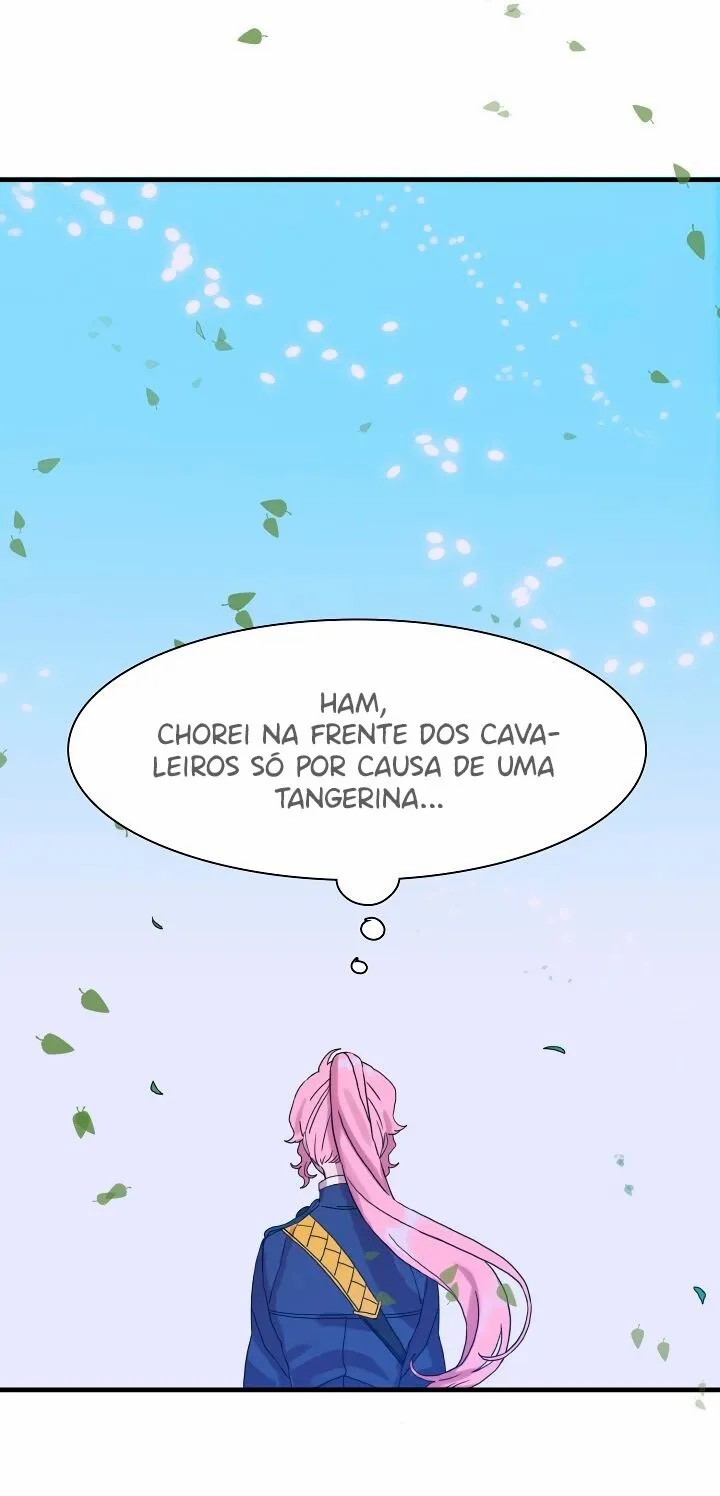 HAM,
CHOREI NA FRENTE DOS CAVA-
LEIROS SÓ POR CAUSA DE UMA
TANGERINA...